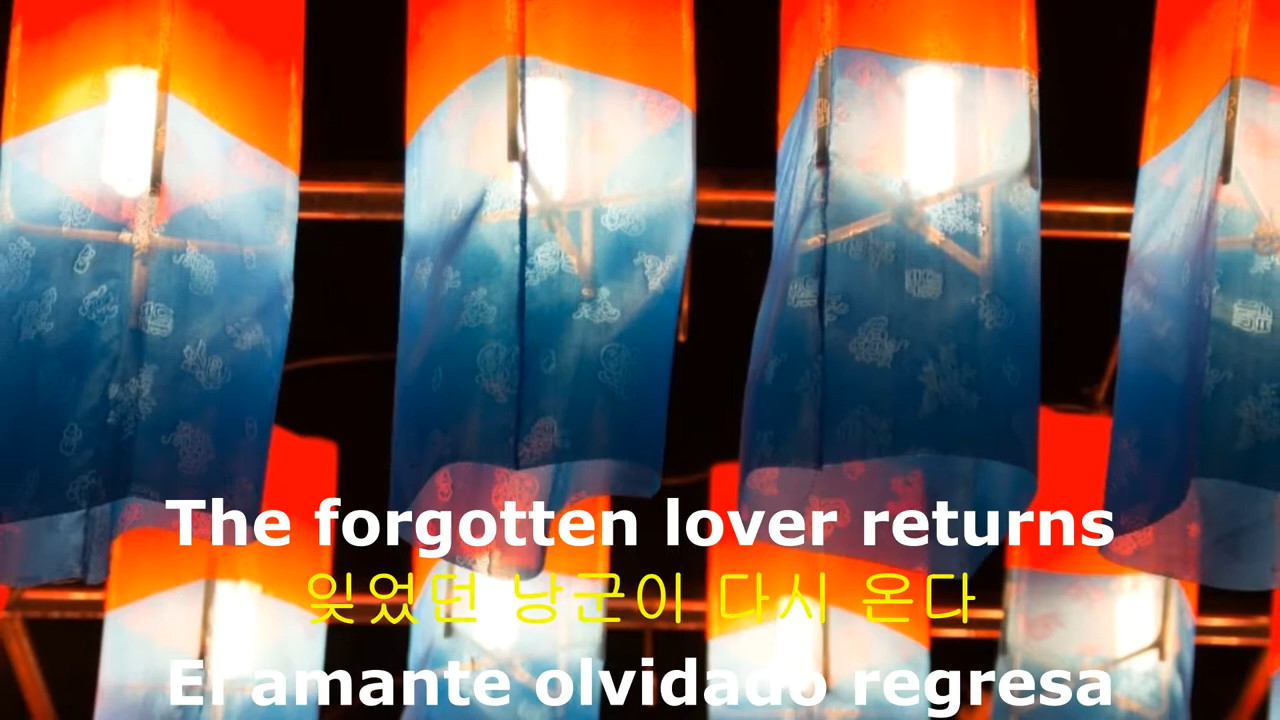 The forgotten lover returns
잊었던 낭군이 다시 온다
El amante olvidado regresa